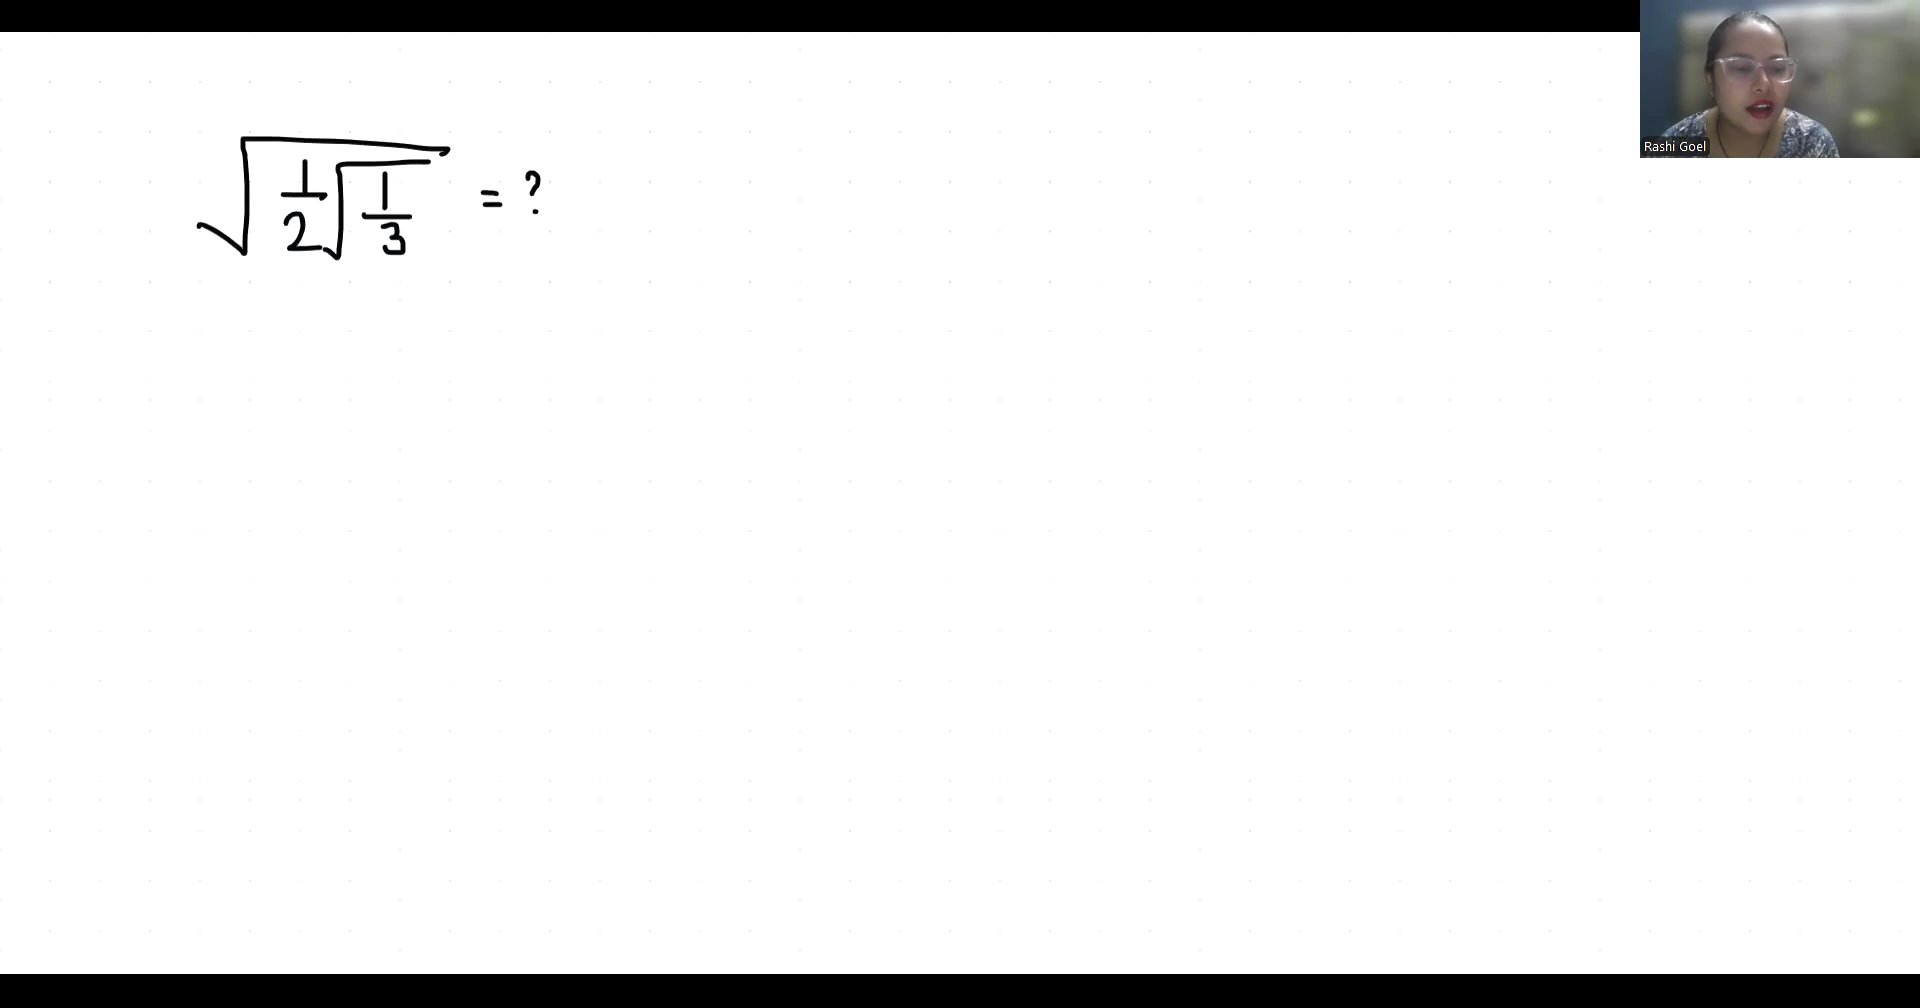 √(1/2 √(1/3)) = ?
Rashi Goel